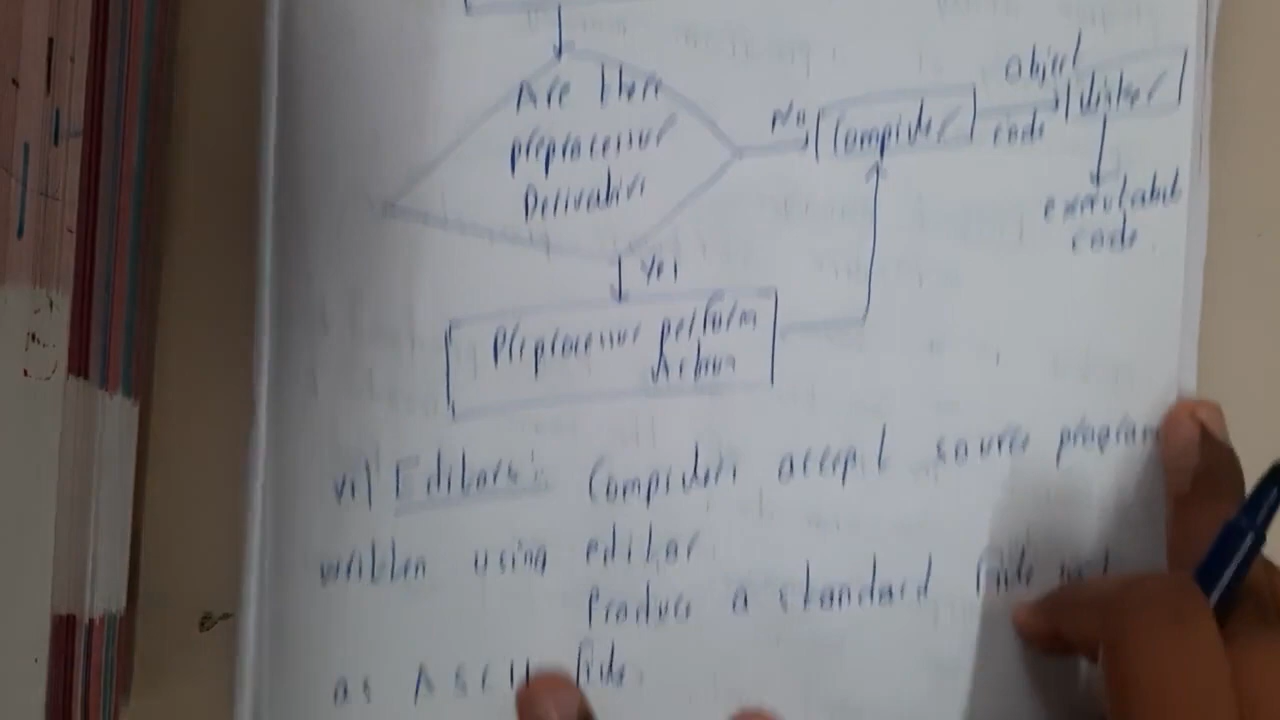 Are there
preprocessor
Derivative
No
Compiler
object
code
linker
executable
code
Yes
Preprocessor perform
Action
vi) Editors: Compilers accept source program
written using editor.
Produce a standard file
as ASCII file.